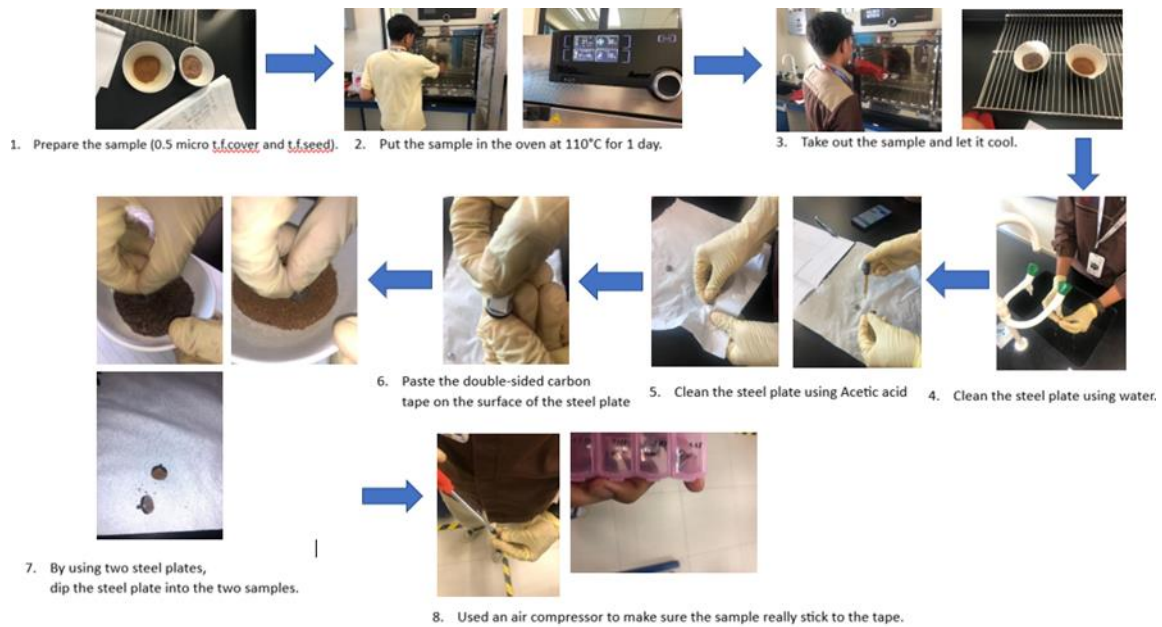 1. Prepare the sample (0.5 micro t.f.cover and t.f.seed).
2. Put the sample in the oven at 110°C for 1 day.
3. Take out the sample and let it cool.
4. Clean the steel plate using water.
5. Clean the steel plate using Acetic acid
6. Paste the double-sided carbon
tape on the surface of the steel plate
7. By using two steel plates,
dip the steel plate into the two samples.
8. Used an air compressor to make sure the sample really stick to the tape.